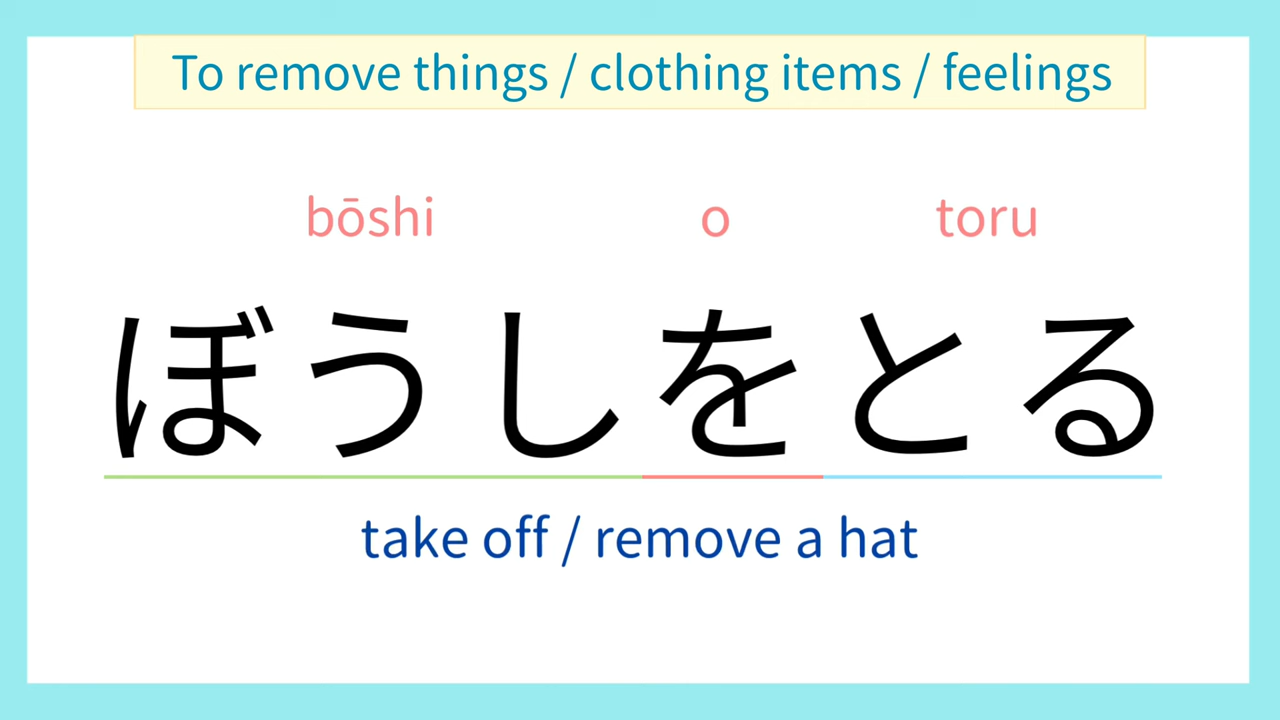 To remove things / clothing items / feelings
bōshi o toru
ぼうしをとる
take off / remove a hat